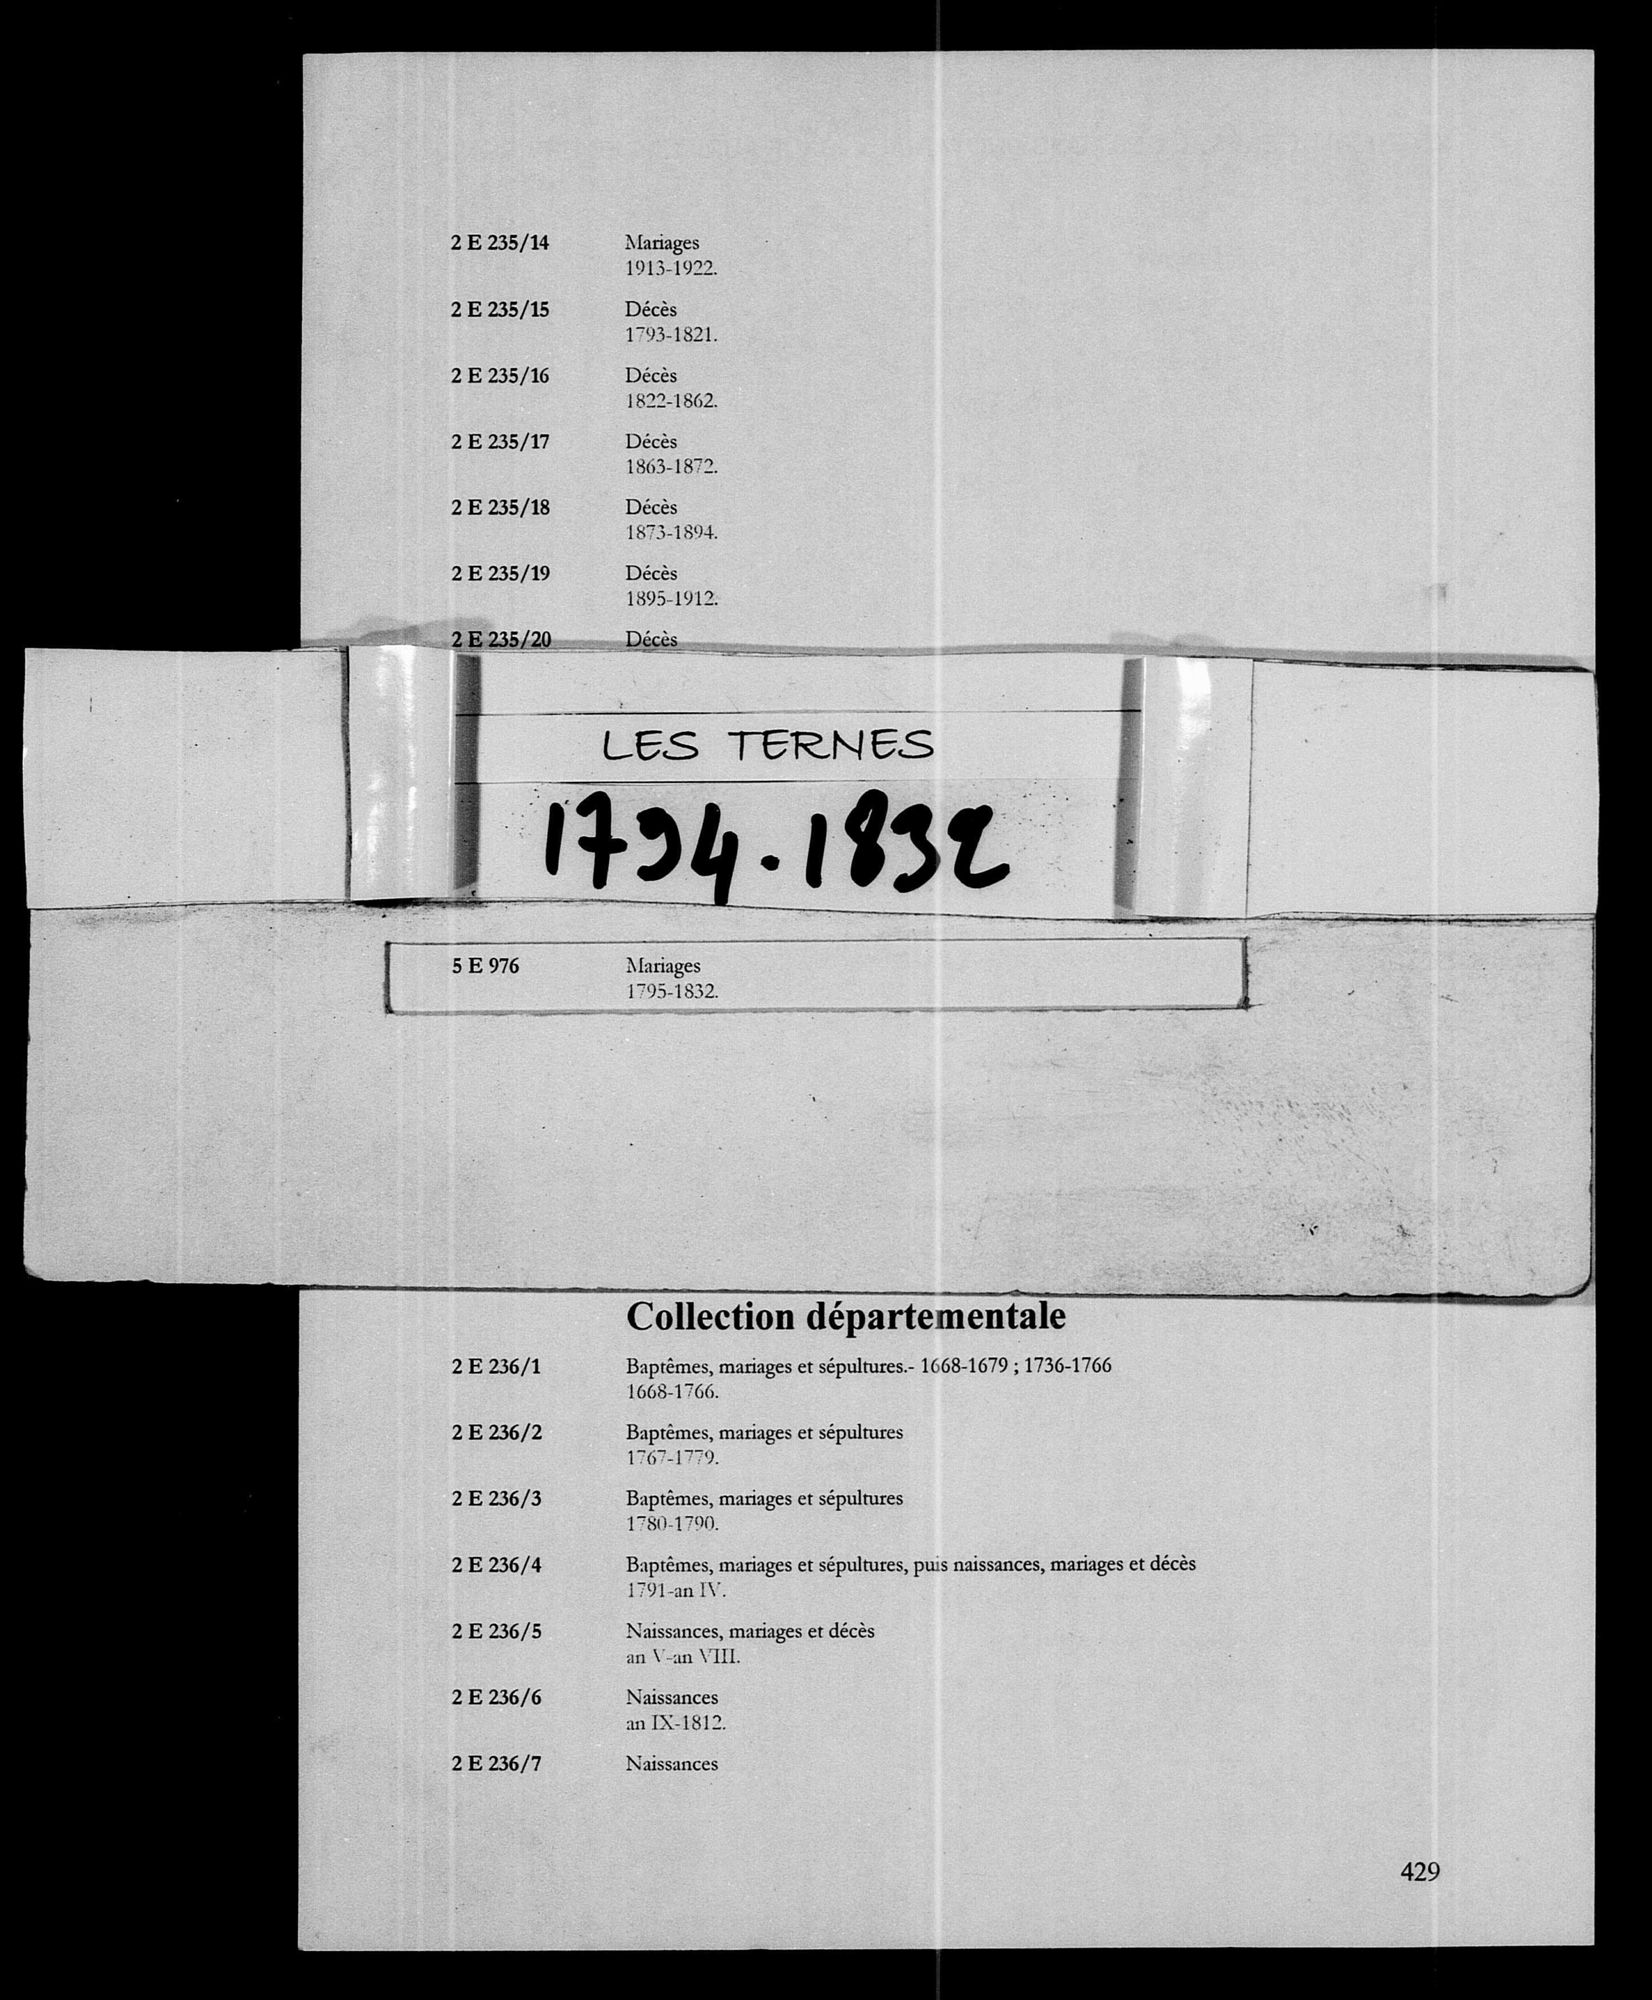 2 E 235/14 Mariages
1913-1922.
2 E 235/15 Décès
1793-1821.
2 E 235/16 Décès
1822-1862.
2 E 235/17 Décès
1863-1872.
2 E 235/18 Décès
1873-1894.
2 E 235/19 Décès
1895-1912.
2 E 235/20 Décès
LES TERNES
1794.1832
5 E 976 Mariages
1795-1832.
Collection départementale
2 E 236/1 Baptêmes, mariages et sépultures.- 1668-1679 ; 1736-1766
1668-1766.
2 E 236/2 Baptêmes, mariages et sépultures
1767-1779.
2 E 236/3 Baptêmes, mariages et sépultures
1780-1790.
2 E 236/4 Baptêmes, mariages et sépultures, puis naissances, mariages et décès
1791-an IV.
2 E 236/5 Naissances, mariages et décès
an V-an VIII.
2 E 236/6 Naissances
an IX-1812.
2 E 236/7 Naissances
429